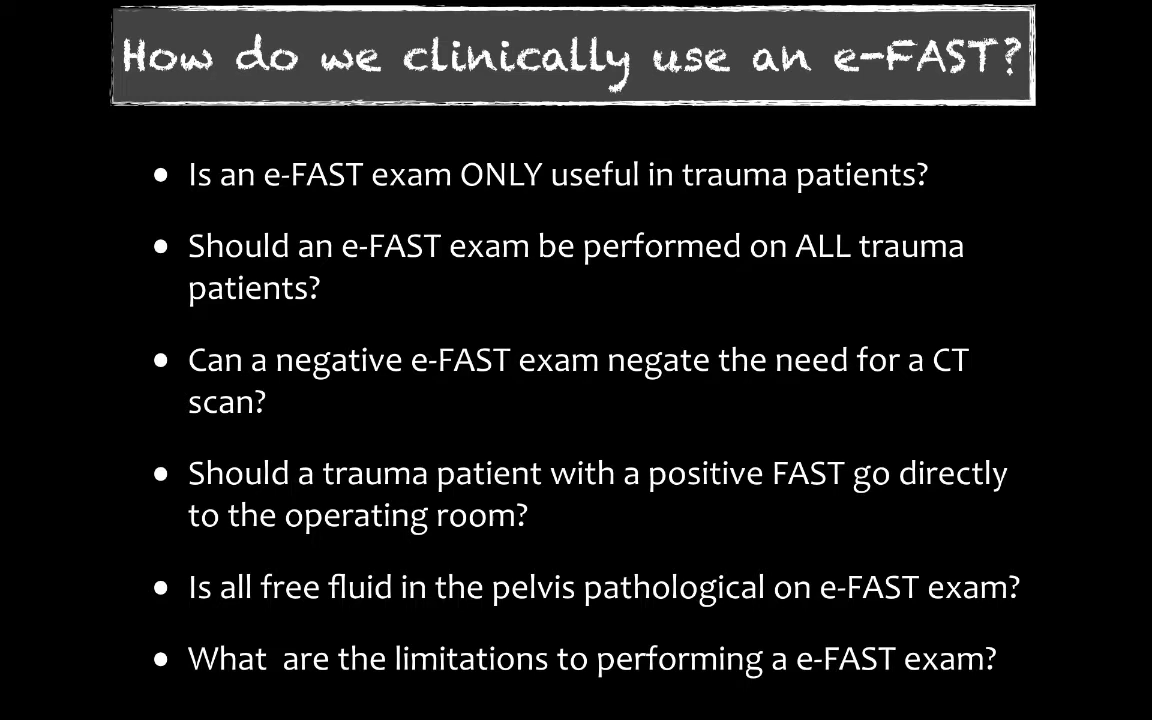 How do we clinically use an e-FAST?
• Is an e-FAST exam ONLY useful in trauma patients?
• Should an e-FAST exam be performed on ALL trauma
patients?
• Can a negative e-FAST exam negate the need for a CT
scan?
• Should a trauma patient with a positive FAST go directly
to the operating room?
• Is all free fluid in the pelvis pathological on e-FAST exam?
• What  are the limitations to performing a e-FAST exam?